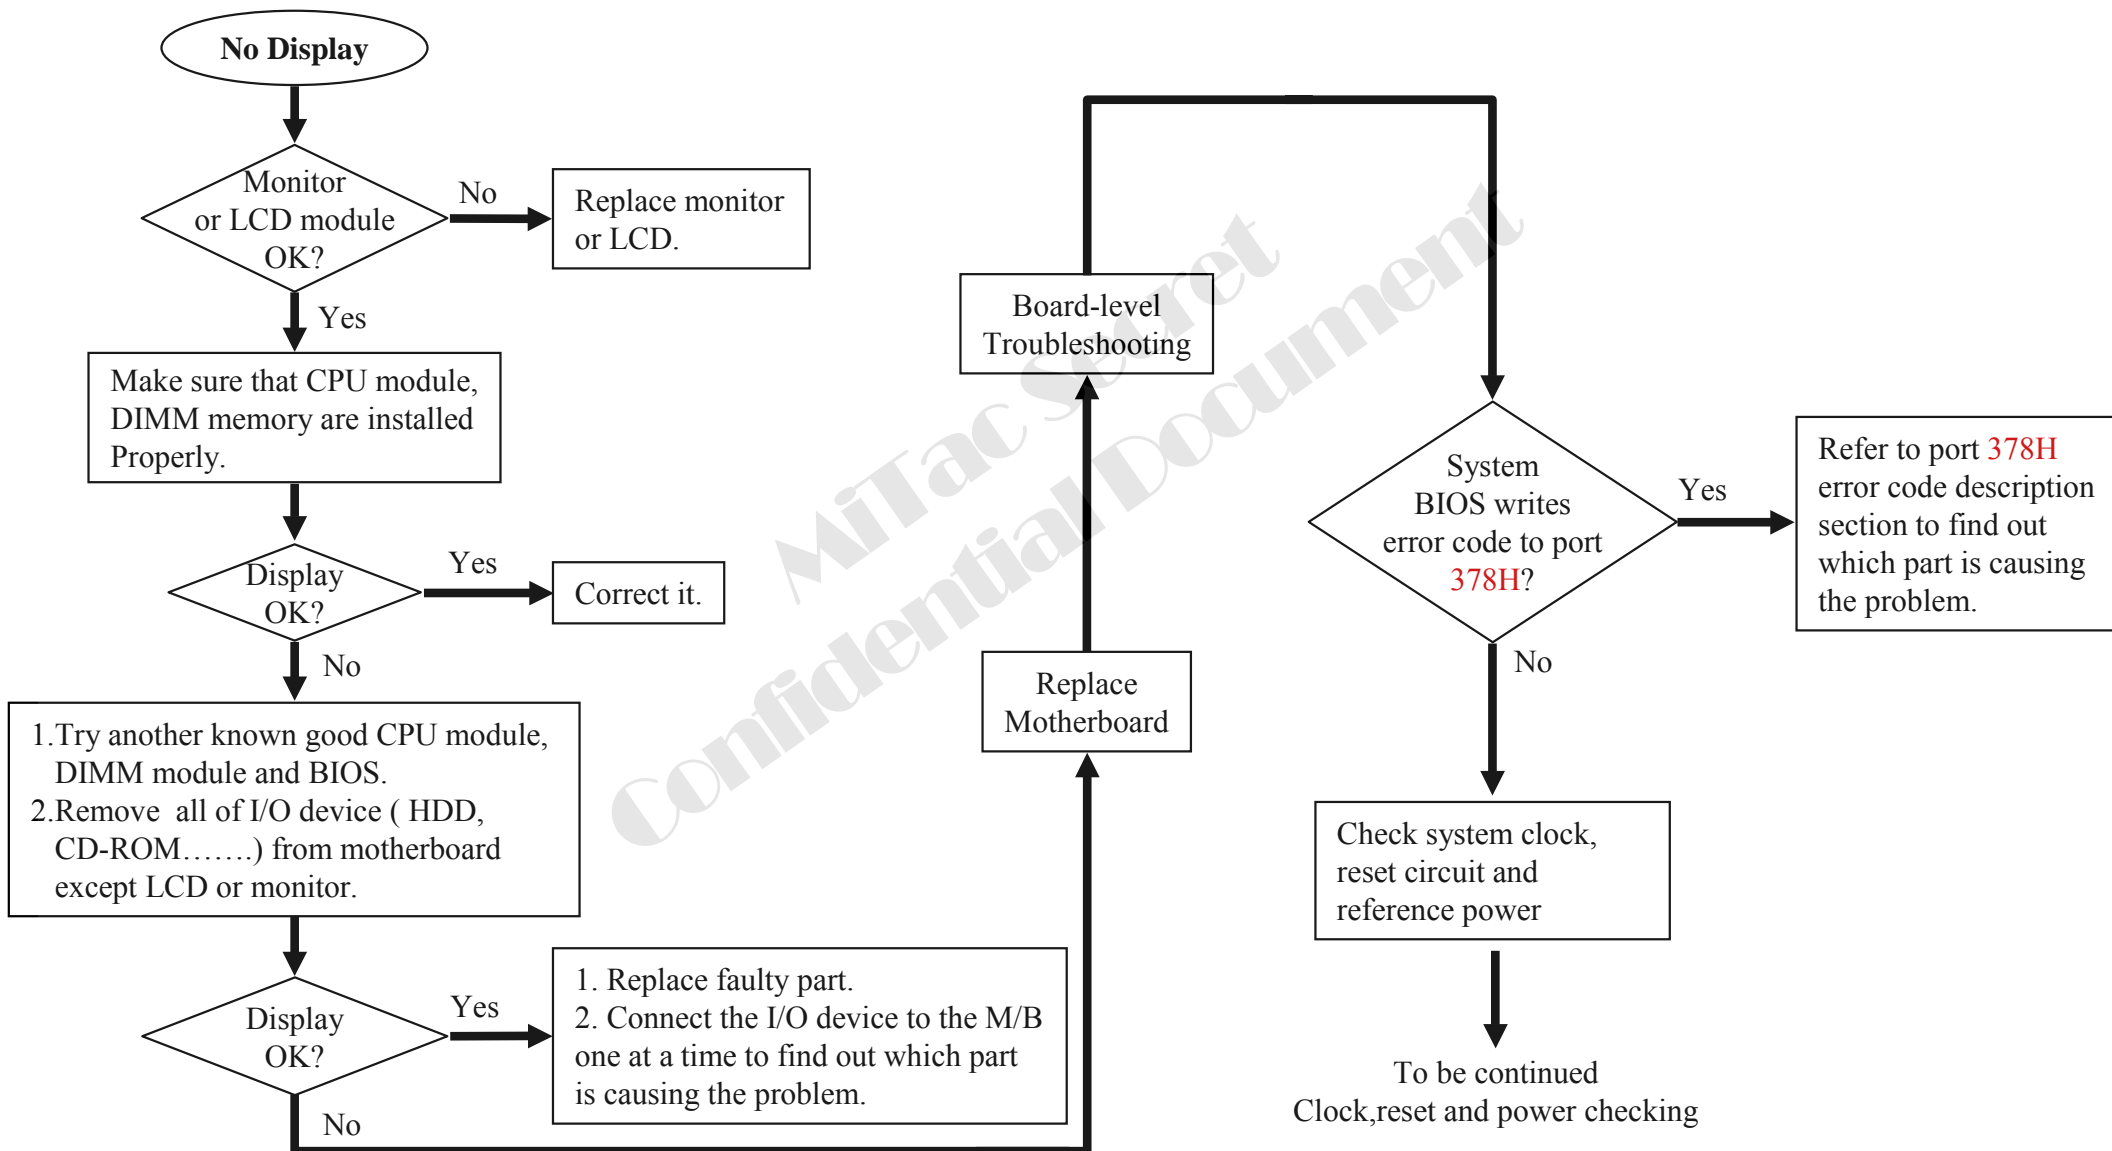 No Display
Monitor
or LCD module
OK?
No
Replace monitor
or LCD.
Yes
Make sure that CPU module,
DIMM memory are installed
Properly.
Display
OK?
Yes
Correct it.
No
1.Try another known good CPU module,
DIMM module and BIOS.
2.Remove all of I/O device ( HDD,
CD-ROM…….) from motherboard
except LCD or monitor.
Display
OK?
Yes
1. Replace faulty part.
2. Connect the I/O device to the M/B
one at a time to find out which part
is causing the problem.
No
Replace
Motherboard
Board-level
Troubleshooting
System
BIOS writes
error code to port
378H?
Yes
Refer to port 378H
error code description
section to find out
which part is causing
the problem.
No
Check system clock,
reset circuit and
reference power
To be continued
Clock,reset and power checking
MiTac Secret
Confidential Document